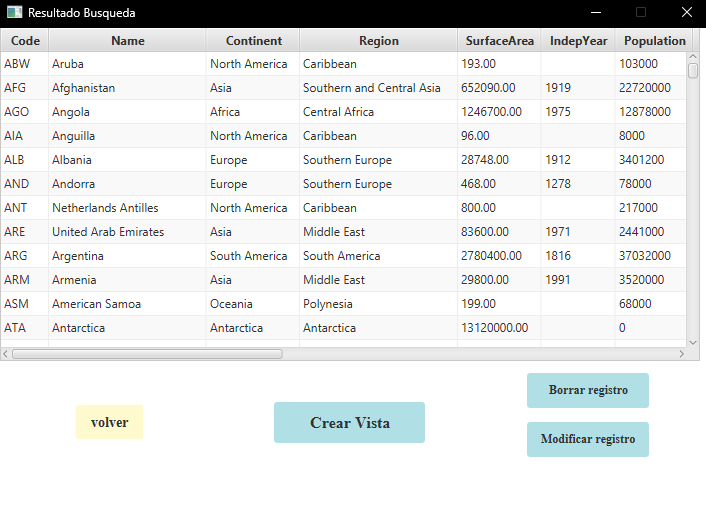 Resultado Busqueda
Code Name Continent Region SurfaceArea IndepYear Population
ABW Aruba North America Caribbean 193.00 103000
AFG Afghanistan Asia Southern and Central Asia 652090.00 1919 22720000
AGO Angola Africa Central Africa 1246700.00 1975 12878000
AIA Anguilla North America Caribbean 96.00 8000
ALB Albania Europe Southern Europe 28748.00 1912 3401200
AND Andorra Europe Southern Europe 468.00 1278 78000
ANT Netherlands Antilles North America Caribbean 800.00 217000
ARE United Arab Emirates Asia Middle East 83600.00 1971 2441000
ARG Argentina South America South America 2780400.00 1816 37032000
ARM Armenia Asia Middle East 29800.00 1991 3520000
ASM American Samoa Oceania Polynesia 199.00 68000
ATA Antarctica Antarctica Antarctica 13120000.00 0
Borrar registro
volver Crear Vista
Modificar registro